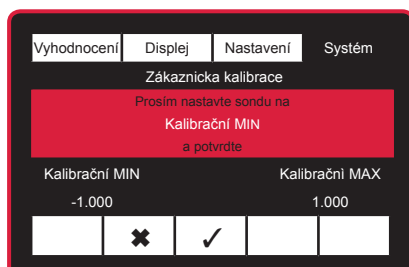 Vyhodnocení Displej Nastavení Systém
Zákaznicka kalibrace
Prosím nastavte sondu na
Kalibrační MIN
a potvrdte
Kalibrační MIN Kalibračnì MAX
-1.000 1.000